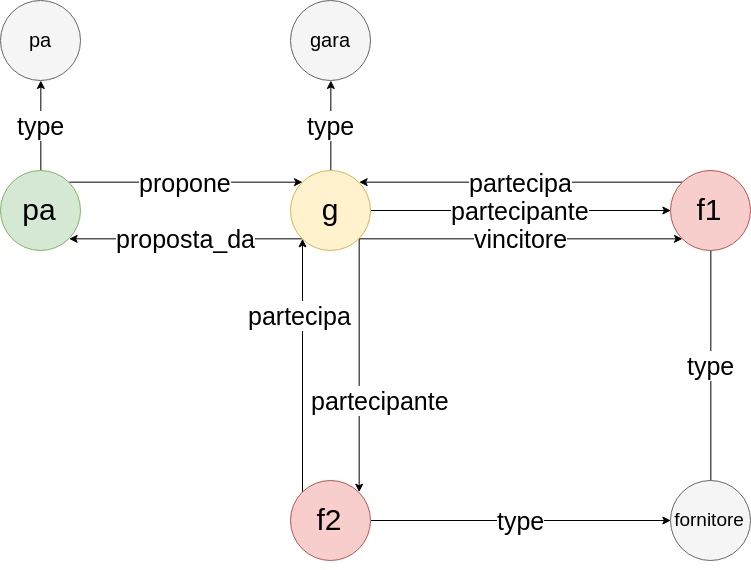 pa
gara
type
type
pa
propone
g
partecipa
f1
partecipante
proposta_da
vincitore
partecipa
type
partecipante
f2
type
fornitore